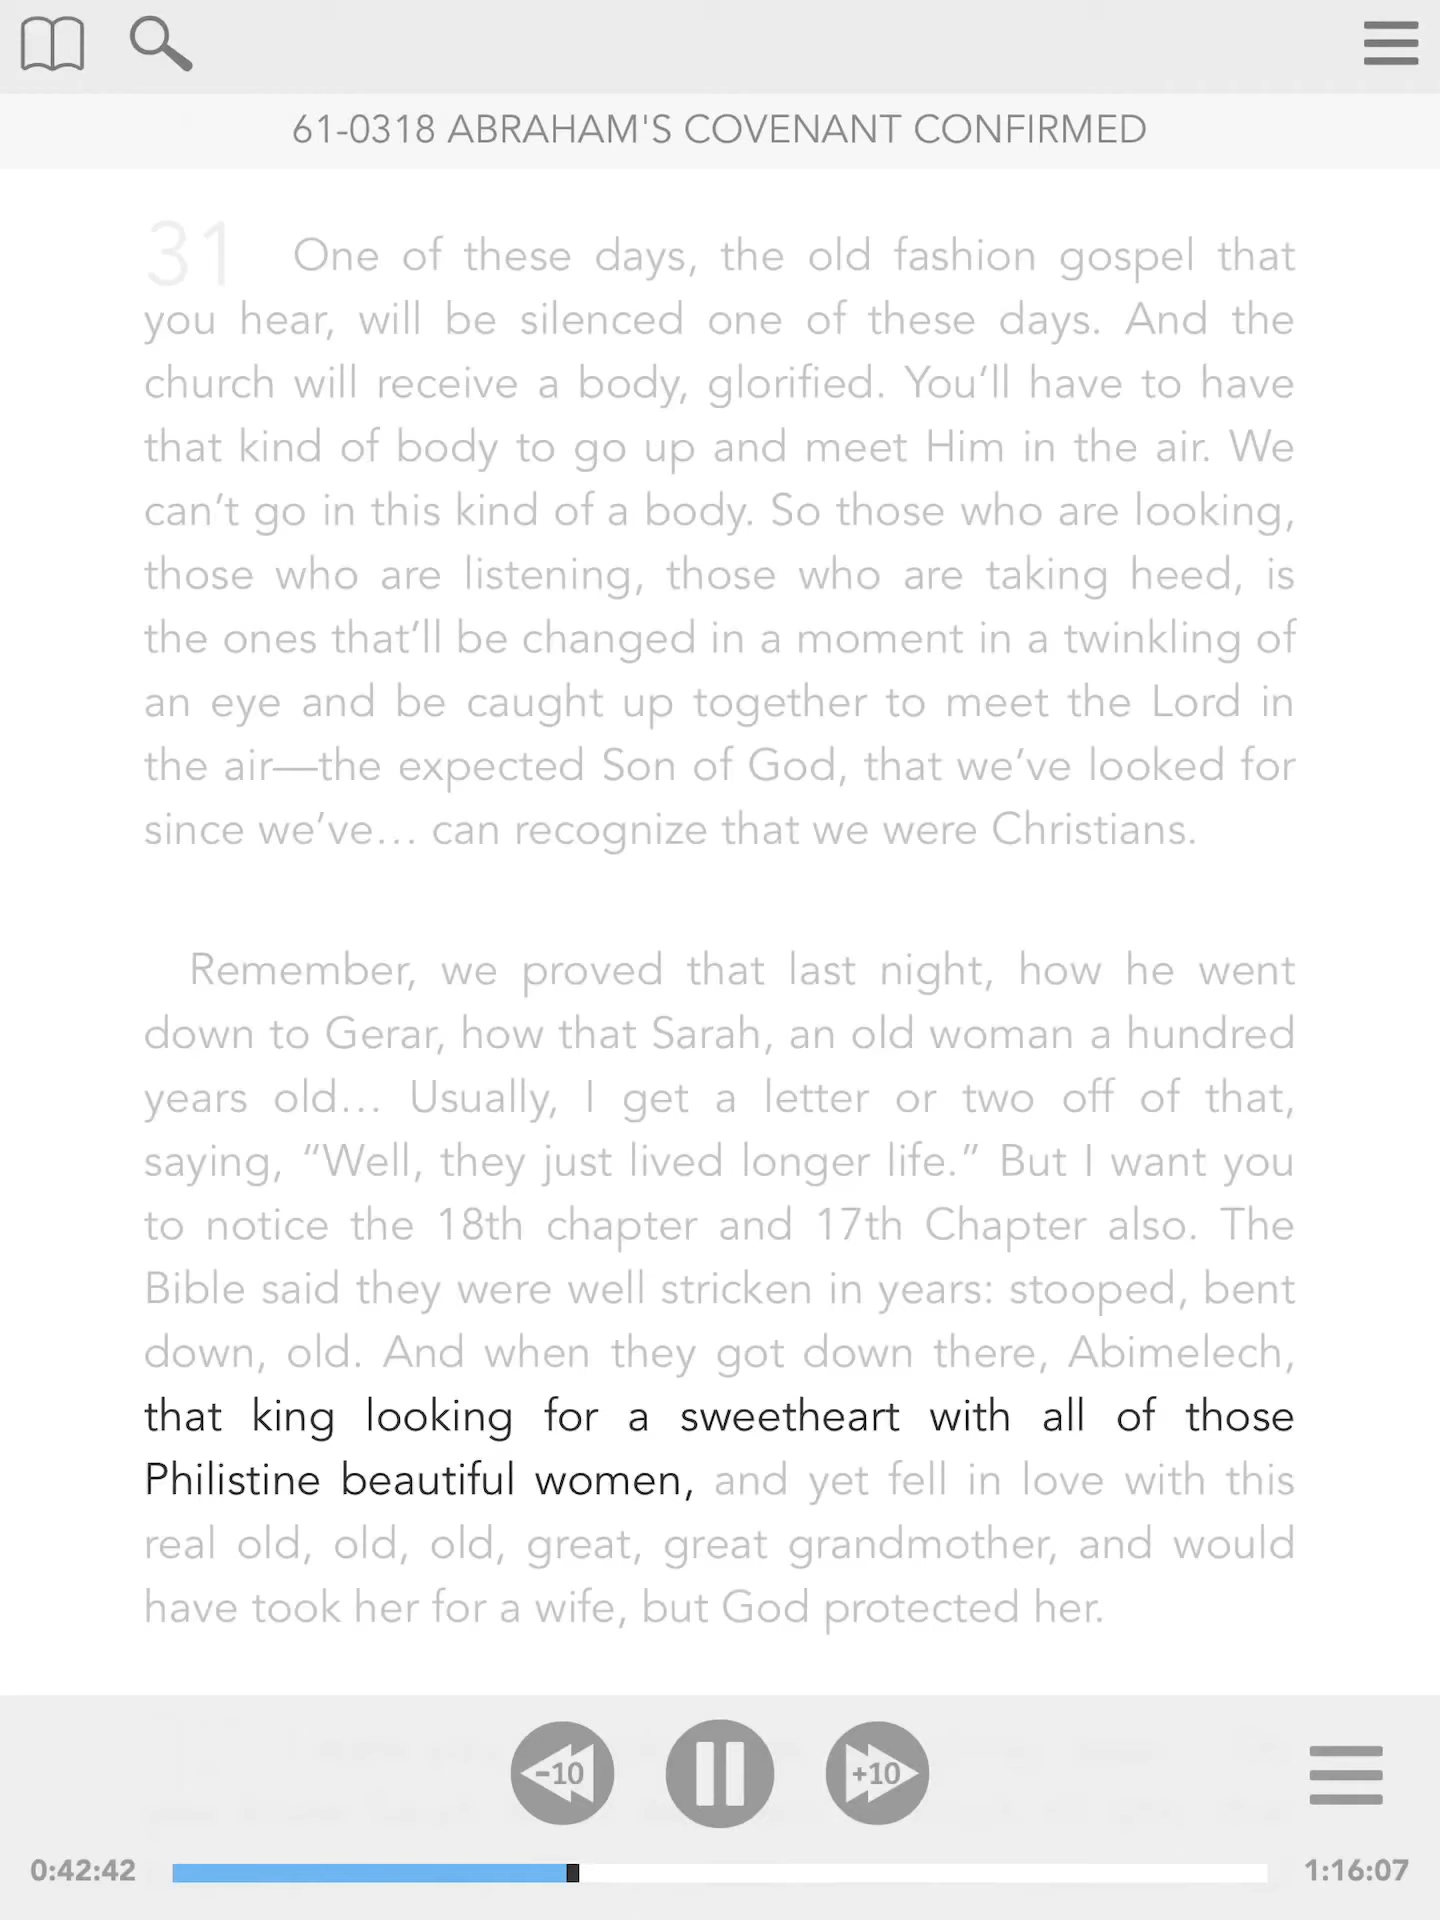 61-0318 ABRAHAM'S COVENANT CONFIRMED
31 One of these days, the old fashion gospel that
you hear, will be silenced one of these days. And the
church will receive a body, glorified. You’ll have to have
that kind of body to go up and meet Him in the air. We
can’t go in this kind of a body. So those who are looking,
those who are listening, those who are taking heed, is
the ones that’ll be changed in a moment in a twinkling of
an eye and be caught up together to meet the Lord in
the air—the expected Son of God, that we’ve looked for
since we’ve… can recognize that we were Christians.
Remember, we proved that last night, how he went
down to Gerar, how that Sarah, an old woman a hundred
years old… Usually, I get a letter or two off of that,
saying, “Well, they just lived longer life.” But I want you
to notice the 18th chapter and 17th Chapter also. The
Bible said they were well stricken in years: stooped, bent
down, old. And when they got down there, Abimelech,
that king looking for a sweetheart with all of those
Philistine beautiful women, and yet fell in love with this
real old, old, old, great, great grandmother, and would
have took her for a wife, but God protected her.
-10 +10
0:42:42 1:16:07